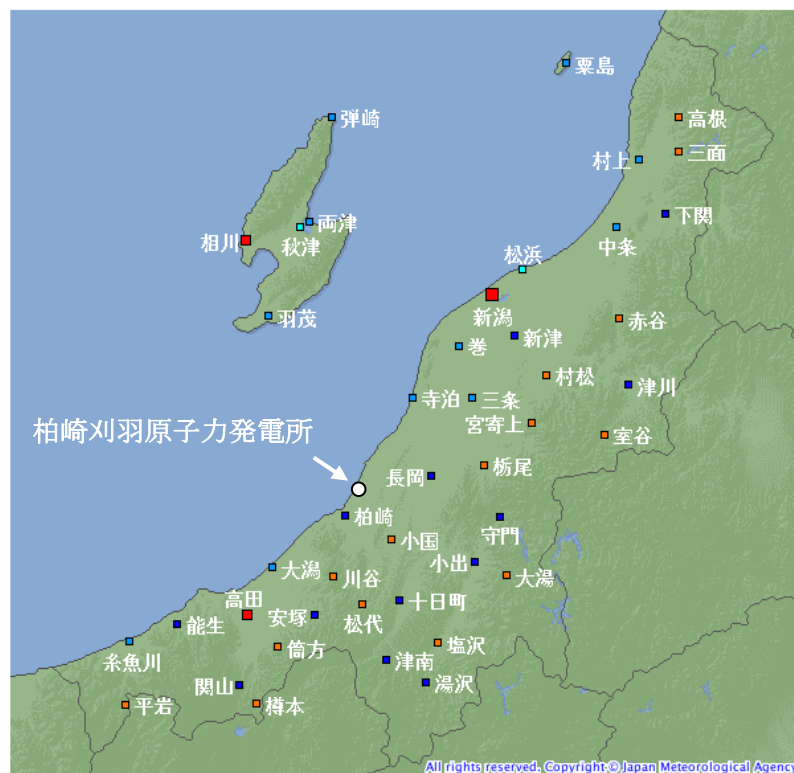 粟島
弾崎
高根
三面
村上
下関
両津
相川
秋津
中条
松浜
羽茂
新潟
赤谷
新津
巻
村松
津川
寺泊
三条
宮寄上
柏崎刈羽原子力発電所
室谷
栃尾
長岡
柏崎
守門
小国
小出
大潟
川谷
大湯
高田
十日町
安塚
松代
能生
筒方
塩沢
糸魚川
津南
関山
湯沢
平岩
樽本
All rights reserved. Copyright © Japan Meteorological Agency